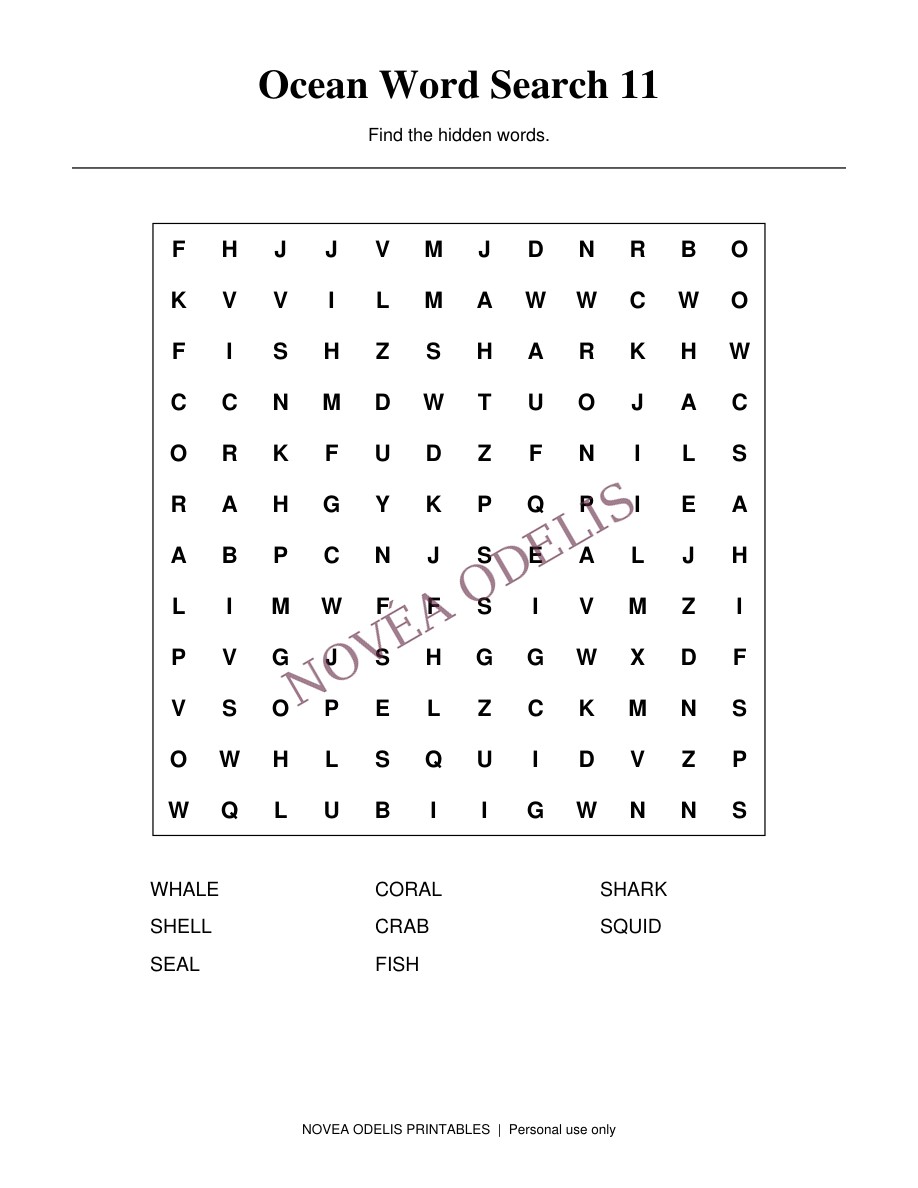 Ocean Word Search 11
Find the hidden words.
F H J J V M J D N R B O
K V V I L M A W W C W O
F I S H Z S H A R K H W
C C N M D W T U O J A C
O R K F U D Z F N I L S
R A H G Y K P Q P I E A
A B P C N J S E A L J H
L I M W F F S I V M Z I
P V G J S H G G W X D F
V S O P E L Z C K M N S
O W H L S Q U I D V Z P
W Q L U B I I G W N N S
NOVÉA ODELIS
WHALE CORAL SHARK
SHELL CRAB SQUID
SEAL FISH
NOVEA ODELIS PRINTABLES | Personal use only